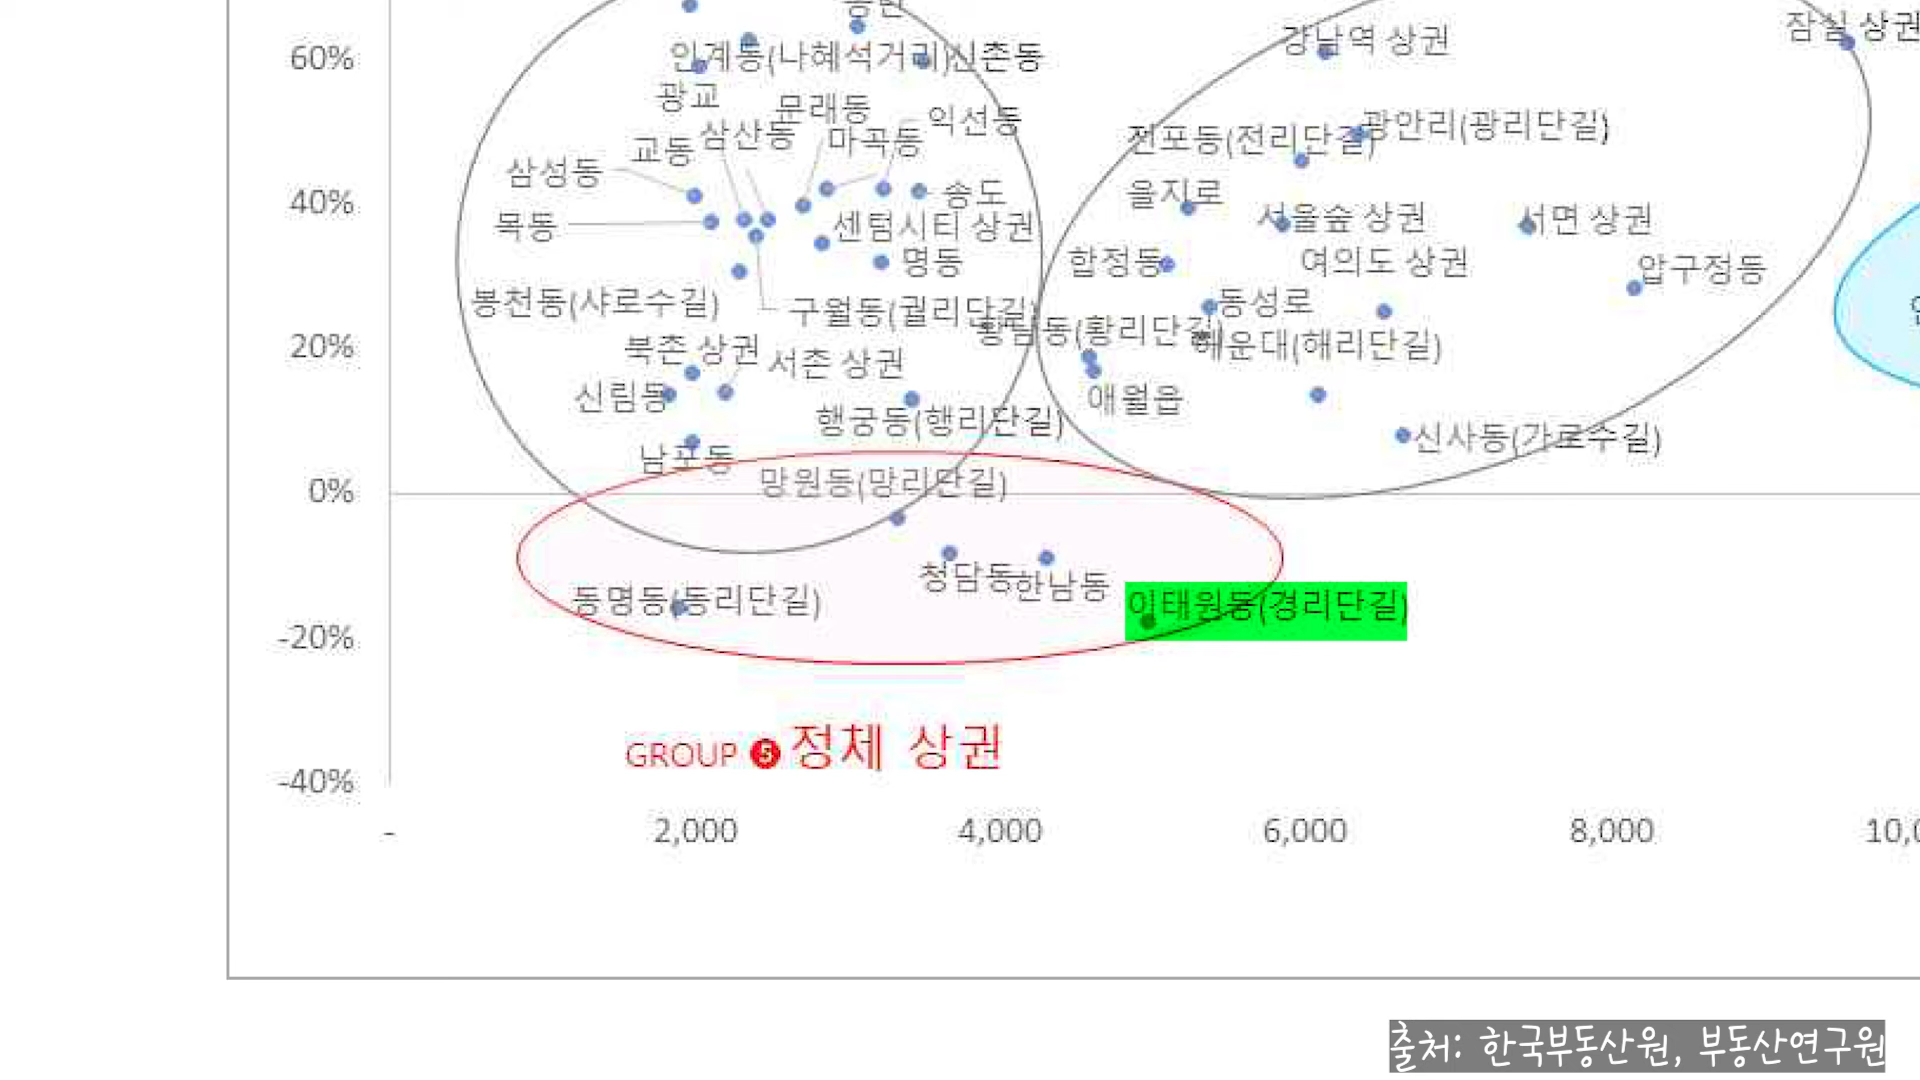 60%
잠실 상권
강남역 상권
인계동(나혜석거리)
신촌동
광교
문래동
익선동
삼산동
마곡동
교동
삼성동
전포동(전리단길)
광안리(광리단길)
40%
송도
을지로
목동
센텀시티 상권
서울숲 상권
서면 상권
명동
합정동
여의도 상권
압구정동
봉천동(샤로수길)
구월동(궐리단길)
동성로
황남동(황리단길)
20%
북촌 상권
서촌 상권
해운대(해리단길)
신림동
애월읍
행궁동(행리단길)
신사동(가로수길)
남포동
0%
망원동(망리단길)
청담동
한남동
동명동(동리단길)
이태원동(경리단길)
-20%
GROUP 5 정체 상권
-40%
-
2,000
4,000
6,000
8,000
출처: 한국부동산원, 부동산연구원